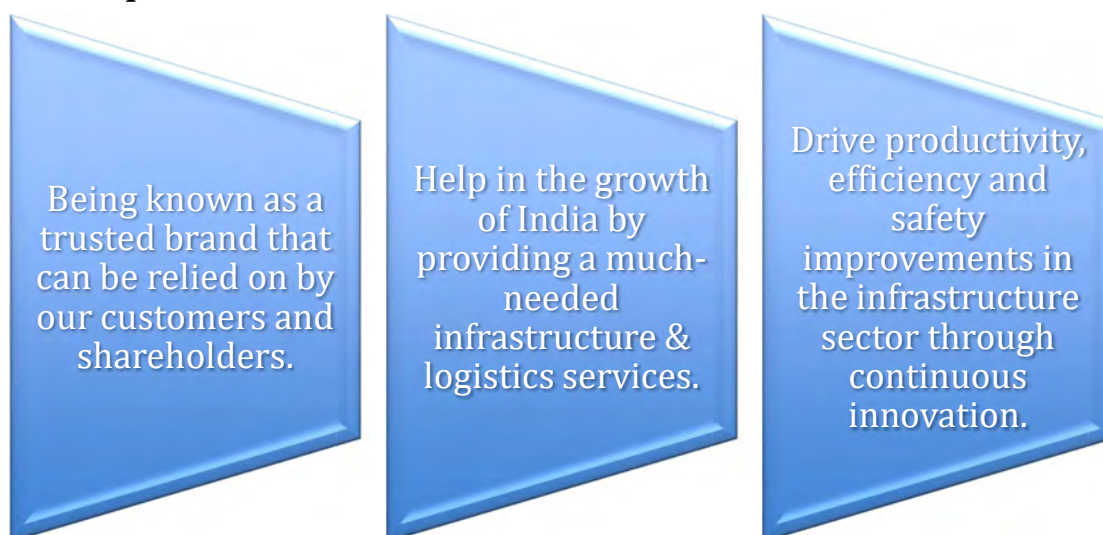 Being known as a
trusted brand that
can be relied on by
our customers and
shareholders.
Help in the growth
of India by
providing a much-
needed
infrastructure &
logistics services.
Drive productivity,
efficiency and
safety
improvements in
the infrastructure
sector through
continuous
innovation.